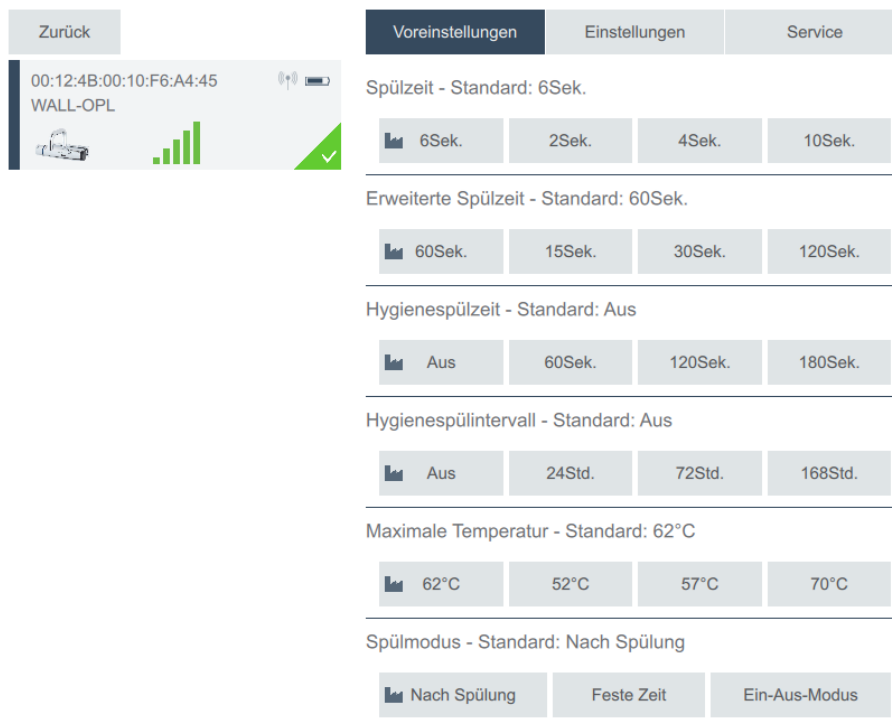 Zurück
00:12:4B:00:10:F6:A4:45
WALL-OPL
Voreinstellungen Einstellungen Service
Spülzeit - Standard: 6Sek.
6Sek. 2Sek. 4Sek. 10Sek.
Erweiterte Spülzeit - Standard: 60Sek.
60Sek. 15Sek. 30Sek. 120Sek.
Hygienespülzeit - Standard: Aus
Aus 60Sek. 120Sek. 180Sek.
Hygienespülintervall - Standard: Aus
Aus 24Std. 72Std. 168Std.
Maximale Temperatur - Standard: 62°C
62°C 52°C 57°C 70°C
Spülmodus - Standard: Nach Spülung
Nach Spülung Feste Zeit Ein-Aus-Modus